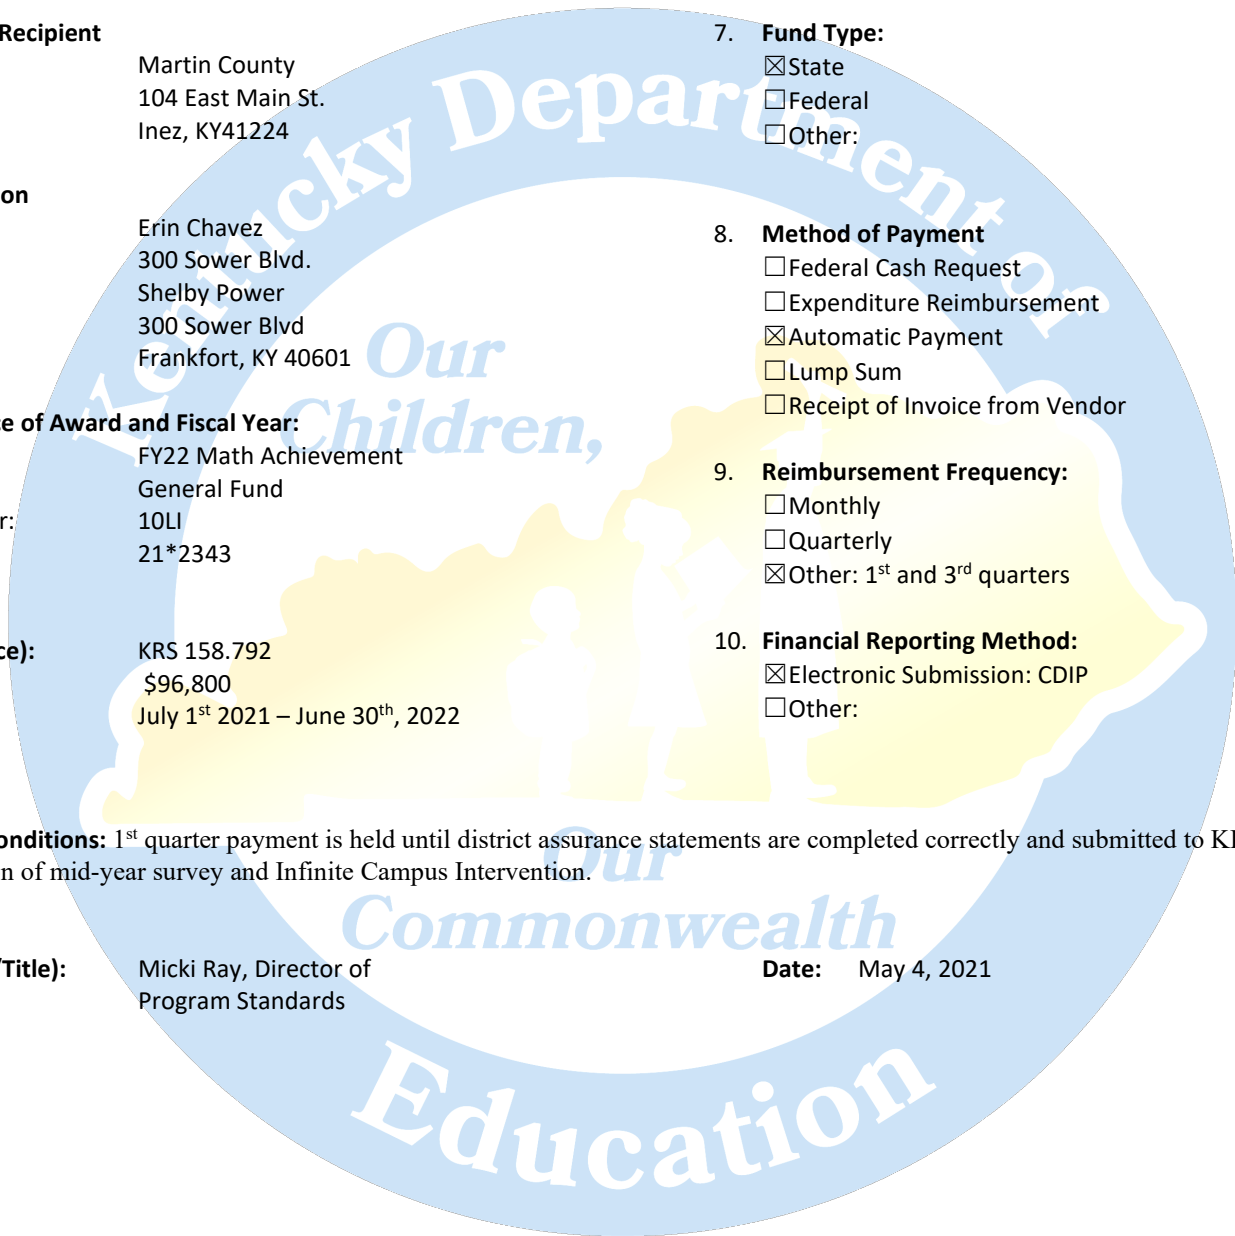 Recipient
Martin County
104 East Main St.
Inez, KY41224
on
Erin Chavez
300 Sower Blvd.
Shelby Power
300 Sower Blvd
Frankfort, KY 40601
ce of Award and Fiscal Year:
FY22 Math Achievement
General Fund
r: 10LI
21*2343
ce): KRS 158.792
$96,800
July 1st 2021 – June 30th, 2022
7. Fund Type:
☒State
☐Federal
☐Other:
8. Method of Payment
☐Federal Cash Request
☐Expenditure Reimbursement
☒Automatic Payment
☐Lump Sum
☐Receipt of Invoice from Vendor
9. Reimbursement Frequency:
☐Monthly
☐Quarterly
☒Other: 1st and 3rd quarters
10. Financial Reporting Method:
☒Electronic Submission: CDIP
☐Other:
onditions: 1st quarter payment is held until district assurance statements are completed correctly and submitted to KI
n of mid-year survey and Infinite Campus Intervention.
/Title): Micki Ray, Director of
Program Standards
Date: May 4, 2021
Kentucky Department of
Education
Our
Children,
Our
Commonwealth